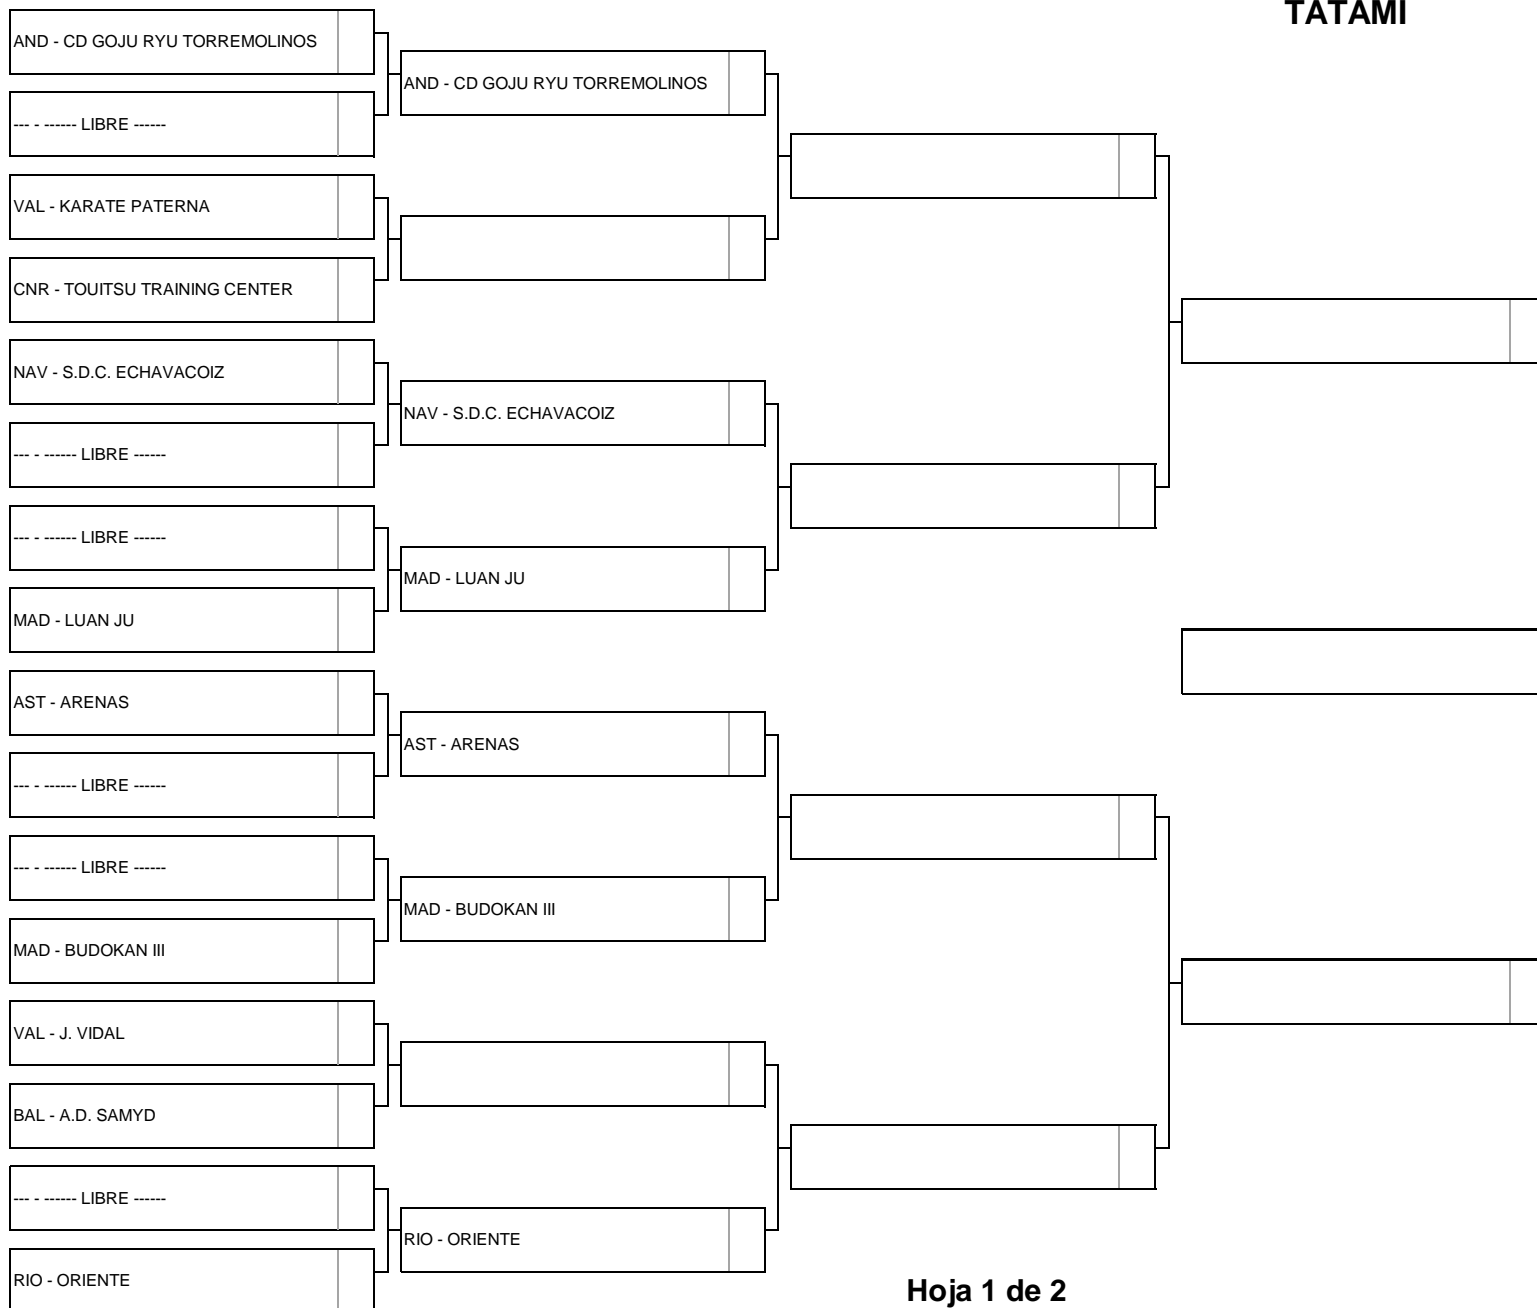 TATAMI
AND - CD GOJU RYU TORREMOLINOS
--- - ------ LIBRE ------
VAL - KARATE PATERNA
CNR - TOUITSU TRAINING CENTER
NAV - S.D.C. ECHAVACOIZ
--- - ------ LIBRE ------
--- - ------ LIBRE ------
MAD - LUAN JU
AST - ARENAS
--- - ------ LIBRE ------
--- - ------ LIBRE ------
MAD - BUDOKAN III
VAL - J. VIDAL
BAL - A.D. SAMYD
--- - ------ LIBRE ------
RIO - ORIENTE
AND - CD GOJU RYU TORREMOLINOS
NAV - S.D.C. ECHAVACOIZ
MAD - LUAN JU
AST - ARENAS
MAD - BUDOKAN III
RIO - ORIENTE
Hoja 1 de 2